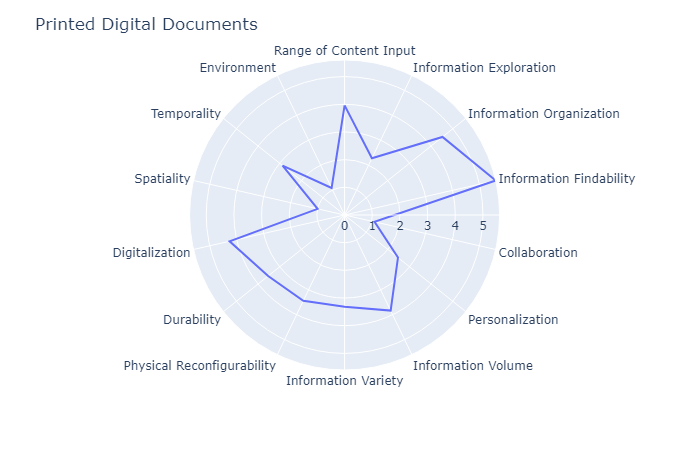 Printed Digital Documents
Range of Content Input
Environment
Information Exploration
Temporality
Information Organization
Spatiality
Information Findability
0 1 2 3 4 5
Digitalization
Collaboration
Durability
Personalization
Physical Reconfigurability
Information Volume
Information Variety